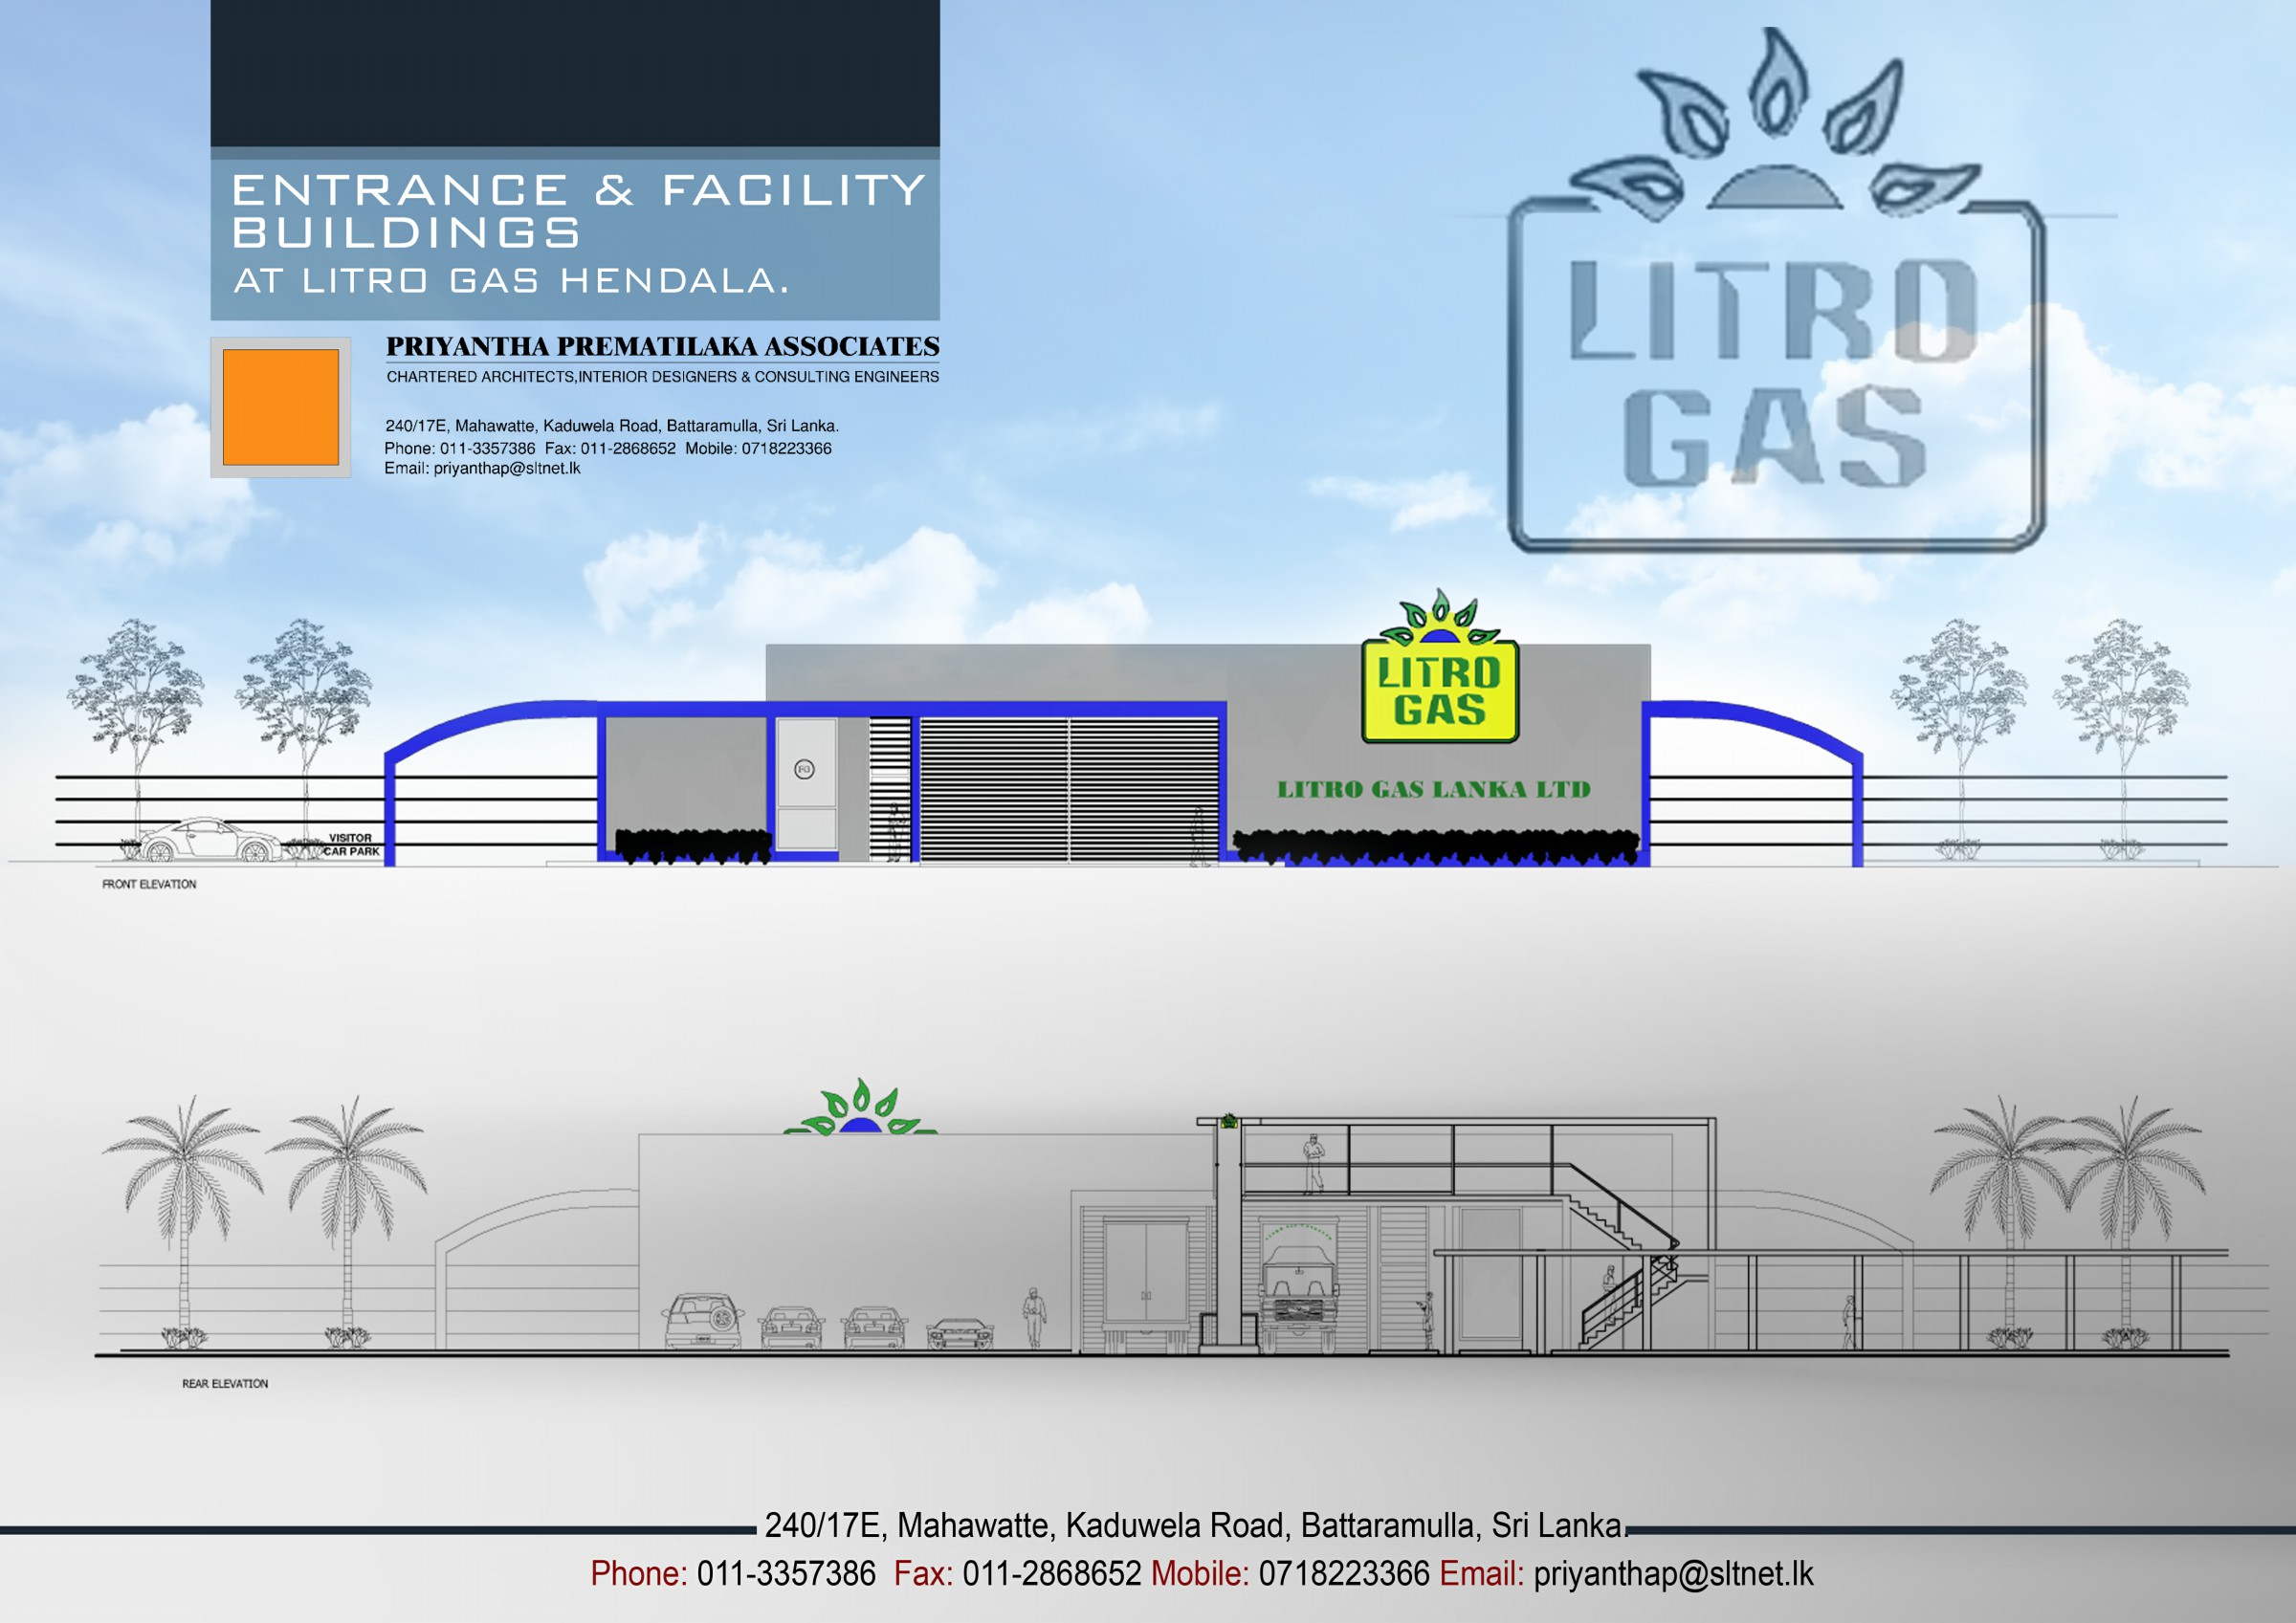 ENTRANCE & FACILITY
BUILDINGS
AT LITRO GAS HENDALA.
PRIYANTHA PREMATILAKA ASSOCIATES
CHARTERED ARCHITECTS,INTERIOR DESIGNERS & CONSULTING ENGINEERS
240/17E, Mahawatte, Kaduwela Road, Battaramulla, Sri Lanka.
Phone: 011-3357386 Fax: 011-2868652 Mobile: 0718223366
Email: priyanthap@sltnet.lk
LITRO
GAS
LITRO
GAS
FG
LITRO GAS LANKA LTD
VISITOR
CAR PARK
FRONT ELEVATION
REAR ELEVATION
240/17E, Mahawatte, Kaduwela Road, Battaramulla, Sri Lanka.
Phone: 011-3357386 Fax: 011-2868652 Mobile: 0718223366 Email: priyanthap@sltnet.lk